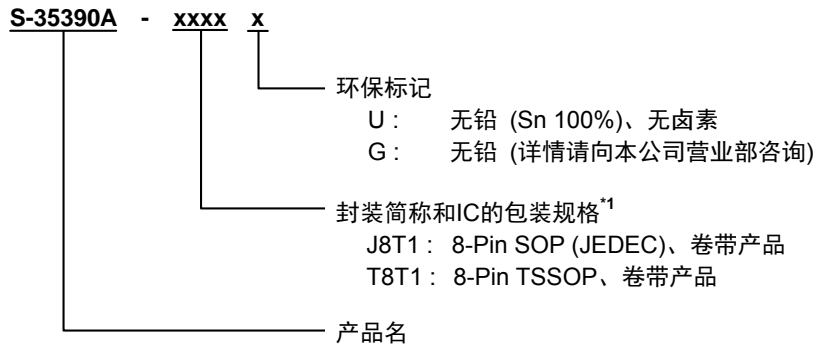 S-35390A - xxxx x
环保标记
U : 无铅 (Sn 100%)、无卤素
G : 无铅 (详情请向本公司营业部咨询)
封装简称和IC的包装规格*1
J8T1 : 8-Pin SOP (JEDEC)、卷带产品
T8T1 : 8-Pin TSSOP、卷带产品
产品名